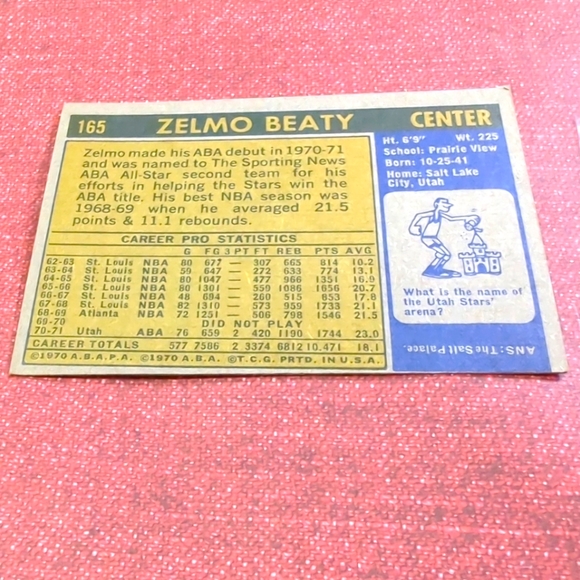 165 ZELMO BEATY CENTER
Zelmo made his ABA debut in 1970-71
and was named to The Sporting News
ABA All-Star second team for his
efforts in helping the Stars win the
ABA title. His best NBA season was
1968-69 when he averaged 21.5
points & 11.1 rebounds.
CAREER PRO STATISTICS
G FG 3PT FT REB PTS AVG
62-63 St. Louis NBA 80 677 — 307 665 814 10.2
63-64 St. Louis NBA 59 647 — 271 633 774 13.1
64-65 St. Louis NBA 80 1047 — 477 966 1351 16.9
65-66 St. Louis NBA 80 1301 — 559 1086 1656 20.7
66-67 St. Louis NBA 48 694 — 260 515 853 17.8
67-68 St. Louis NBA 82 1310 — 573 959 1733 21.1
68-69 Atlanta NBA 72 1251 — 506 798 1546 21.5
69-70 DID NOT PLAY
70-71 Utah ABA 76 659 2 420 1190 1744 23.0
CAREER TOTALS 577 7586 2 3374 6812 10,471 18.1
©1970 A.B.A.P.A. ©1970 A.B.A. ©T.C.G. PRTD. IN U.S.A.
Ht. 6'9" Wt. 225
School: Prairie View
Born: 10-25-41
Home: Salt Lake
City, Utah
What is the name of
the Utah Stars'
arena?
ANS: The Salt Palace.